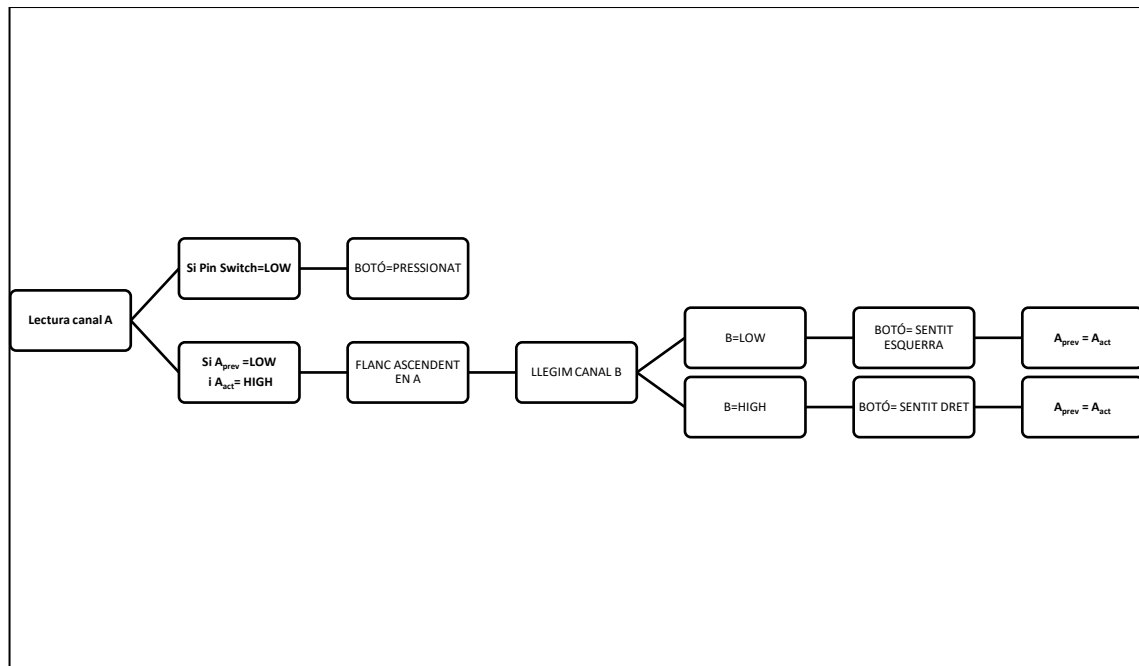 Lectura canal A
Si Pin Switch=LOW
BOTÓ=PRESSIONAT
Si Aprev =LOW
i Aact= HIGH
FLANC ASCENDENT
EN A
LLEGIM CANAL B
B=LOW
BOTÓ= SENTIT
ESQUERRA
Aprev = Aact
B=HIGH
BOTÓ= SENTIT DRET
Aprev = Aact